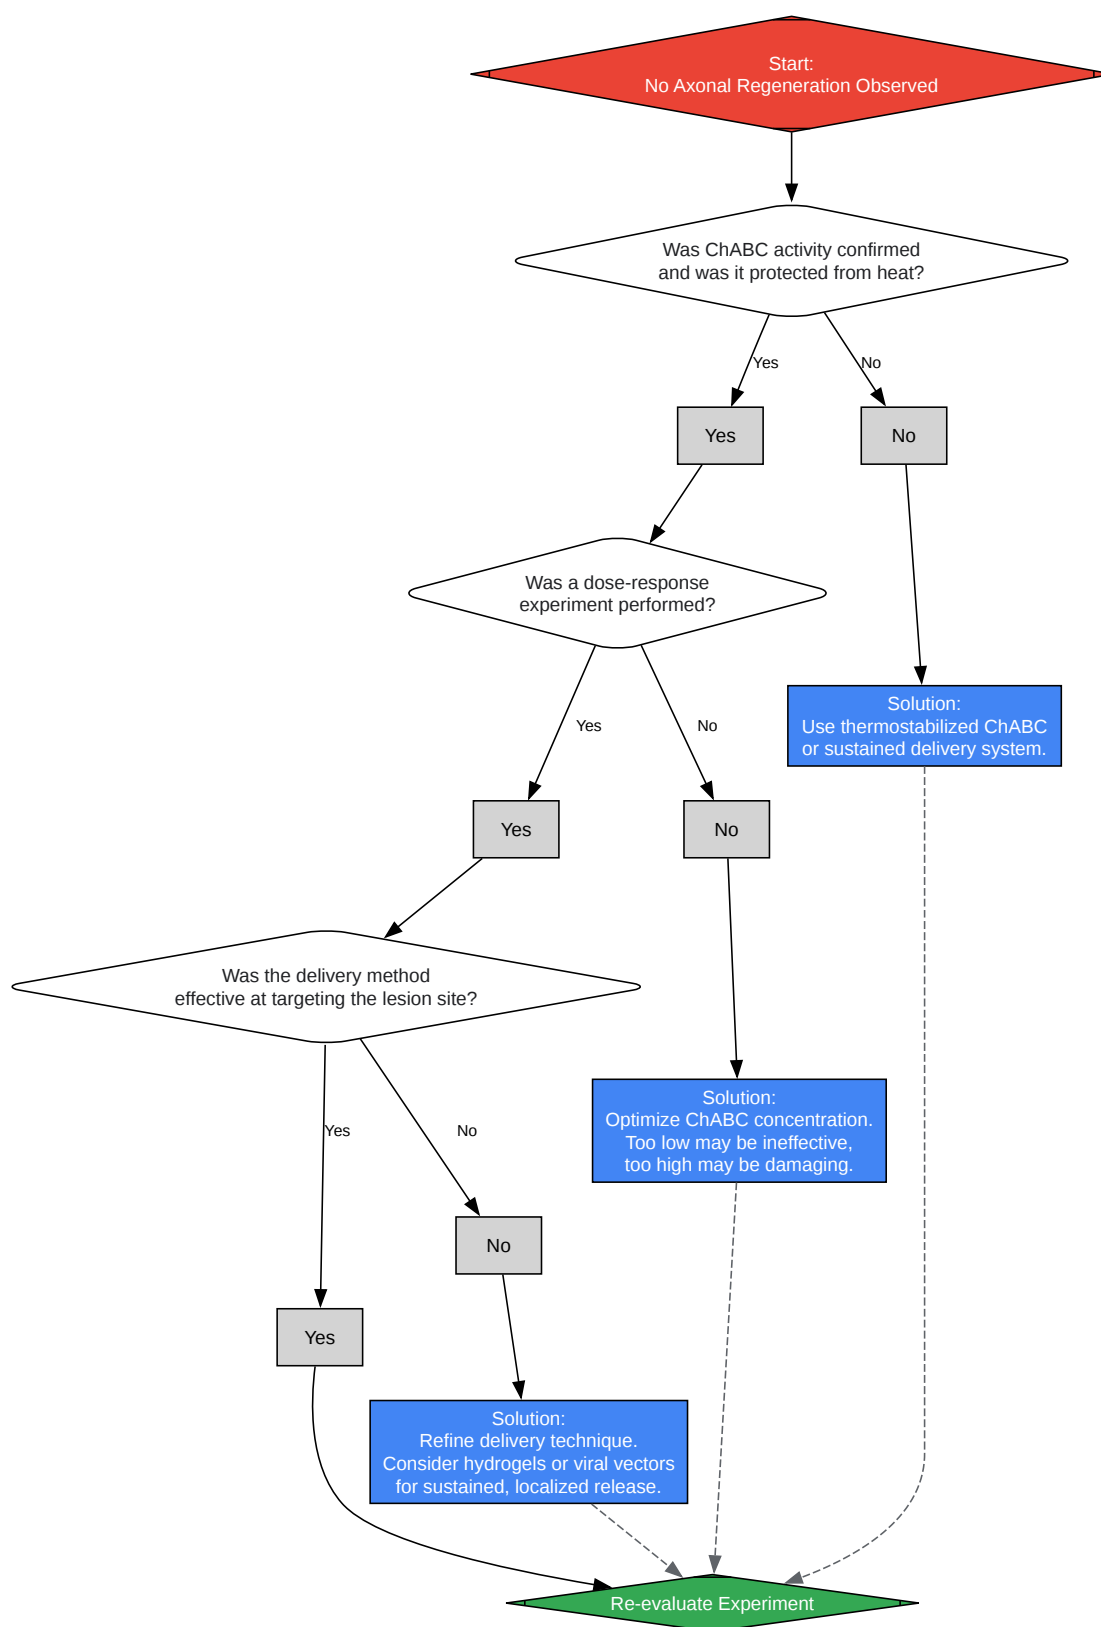 Start:
No Axonal Regeneration Observed
Was ChABC activity confirmed
and was it protected from heat?
Yes
No
Yes
No
Was a dose-response
experiment performed?
Solution:
Use thermostabilized ChABC
or sustained delivery system.
Yes
No
Yes
No
Was the delivery method
effective at targeting the lesion site?
Solution:
Optimize ChABC concentration.
Too low may be ineffective,
too high may be damaging.
Yes
No
No
Yes
Solution:
Refine delivery technique.
Consider hydrogels or viral vectors
for sustained, localized release.
Re-evaluate Experiment